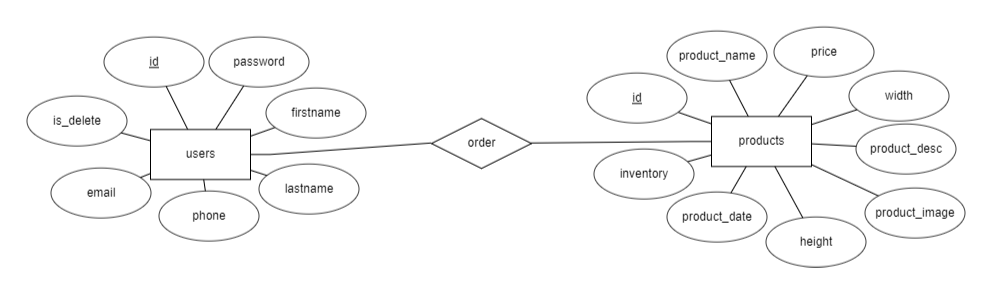 id
password
is_delete
firstname
users
email
lastname
phone
order
product_name
price
id
width
products
product_desc
inventory
product_date
product_image
height